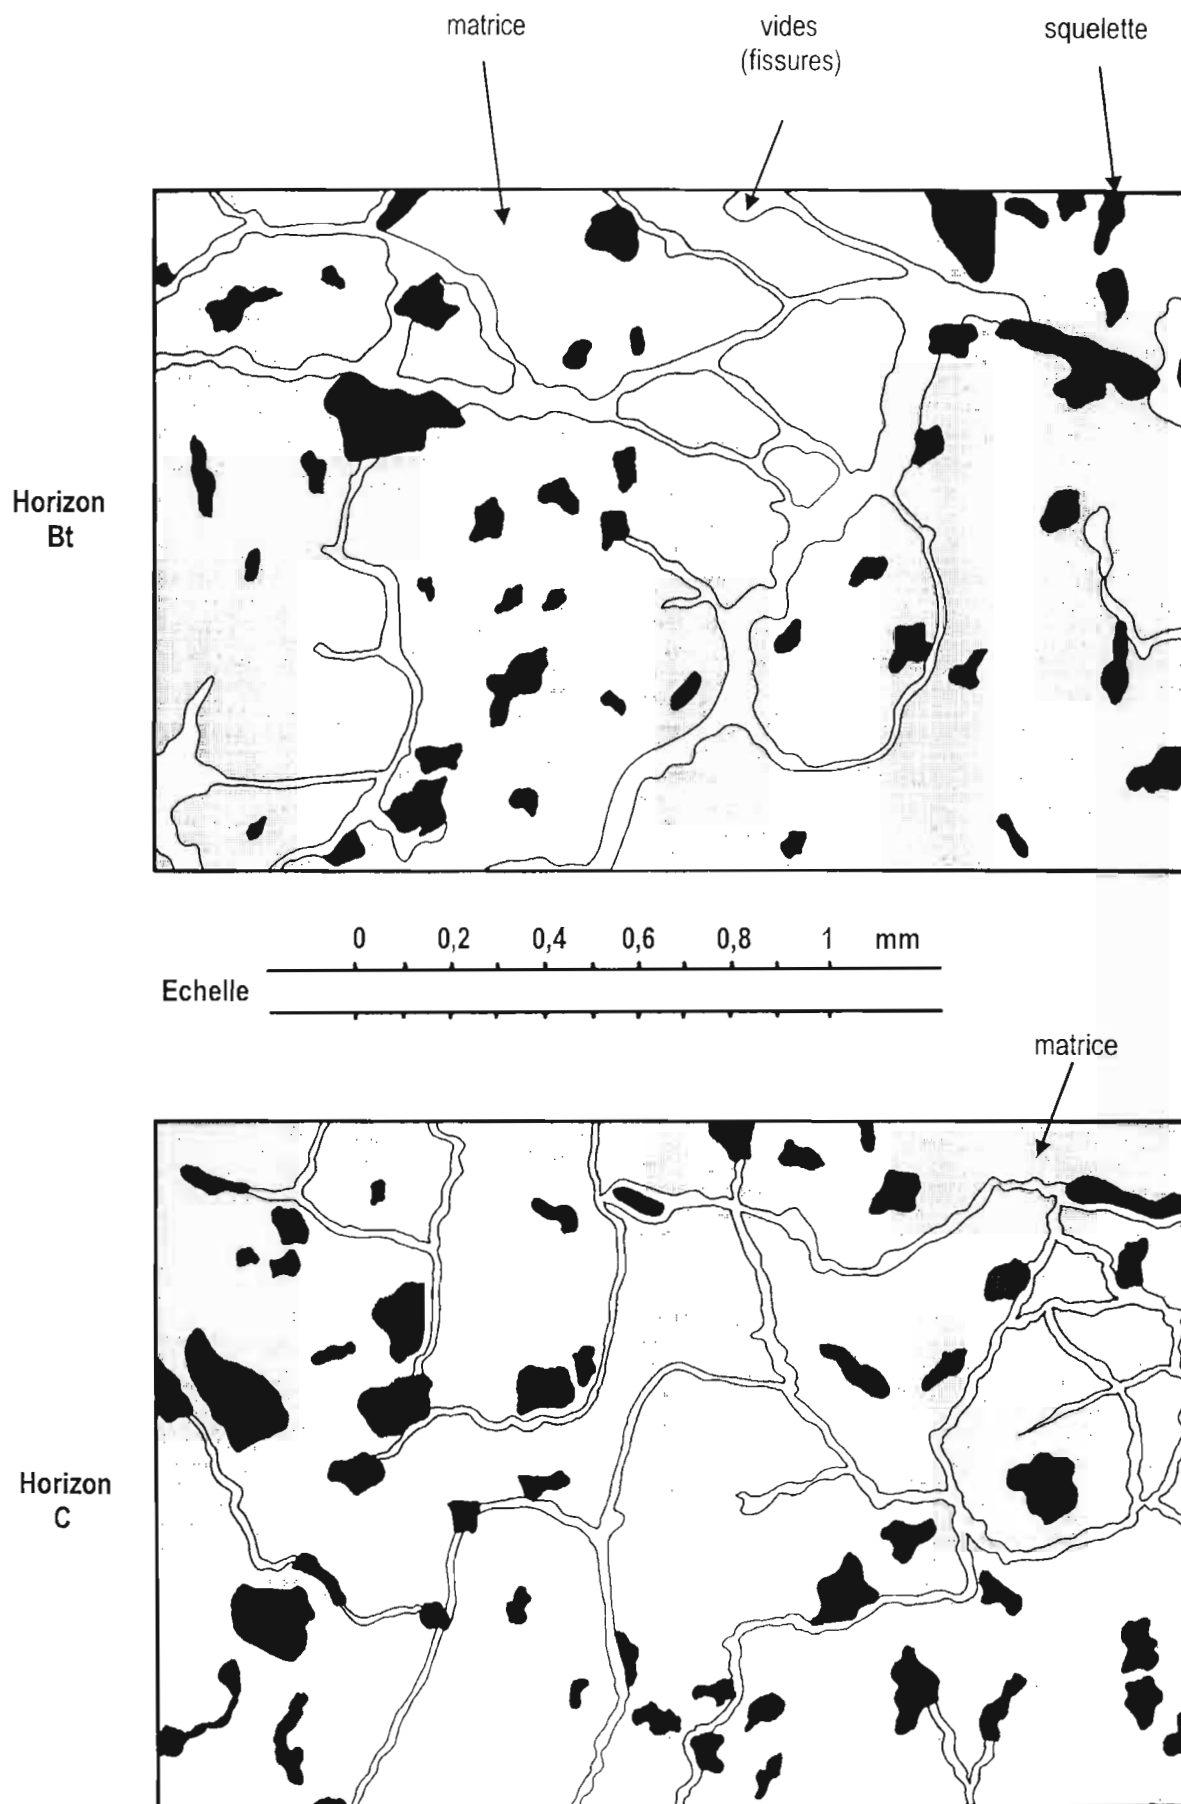 matrice
vides
(fissures)
squelette
Horizon
Bt
0 0,2 0,4 0,6 0,8 1 mm
Echelle
matrice
Horizon
C